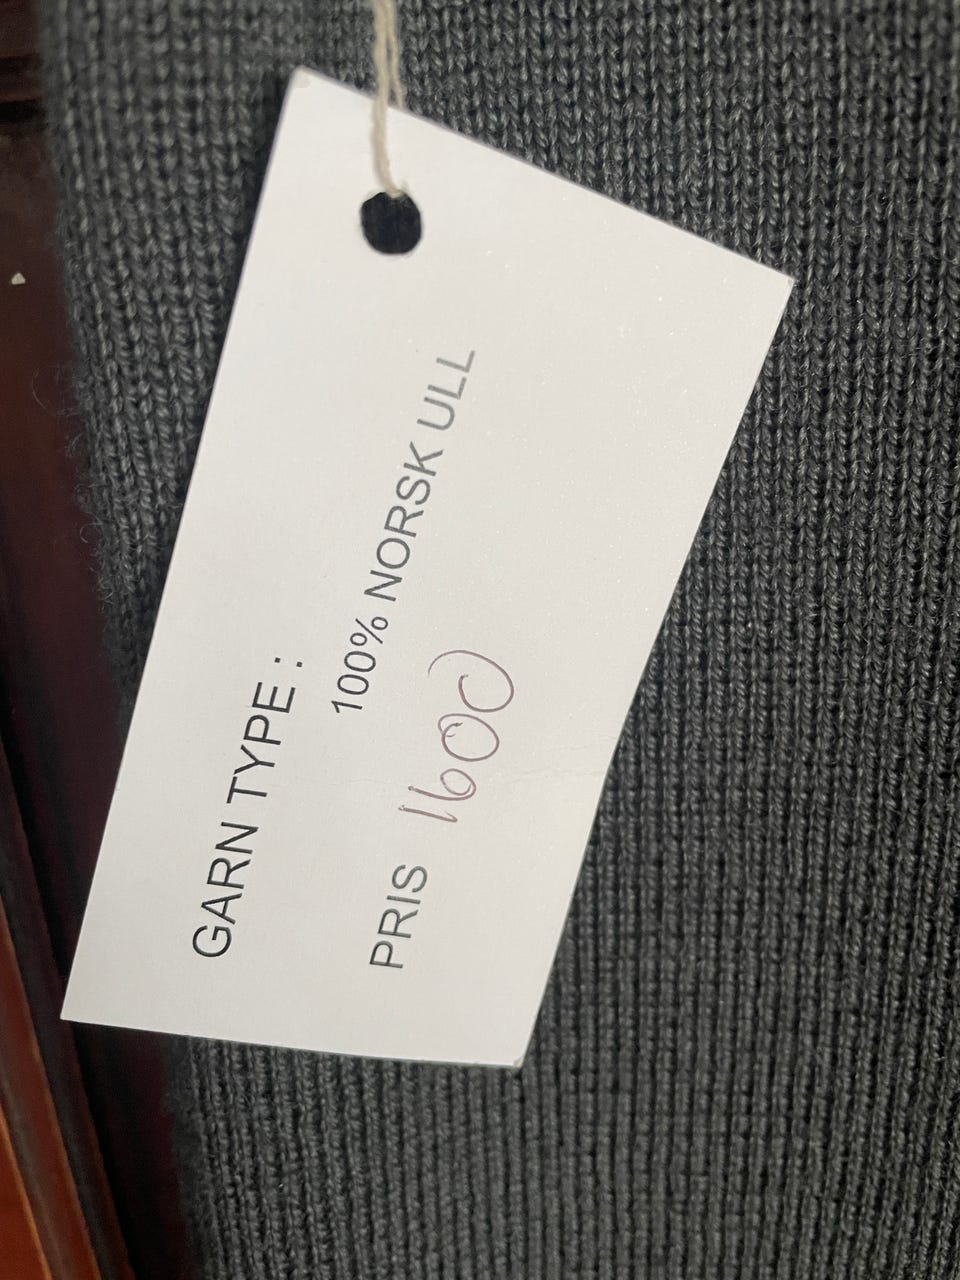 GARN TYPE :
100% NORSK ULL
PRIS 1600